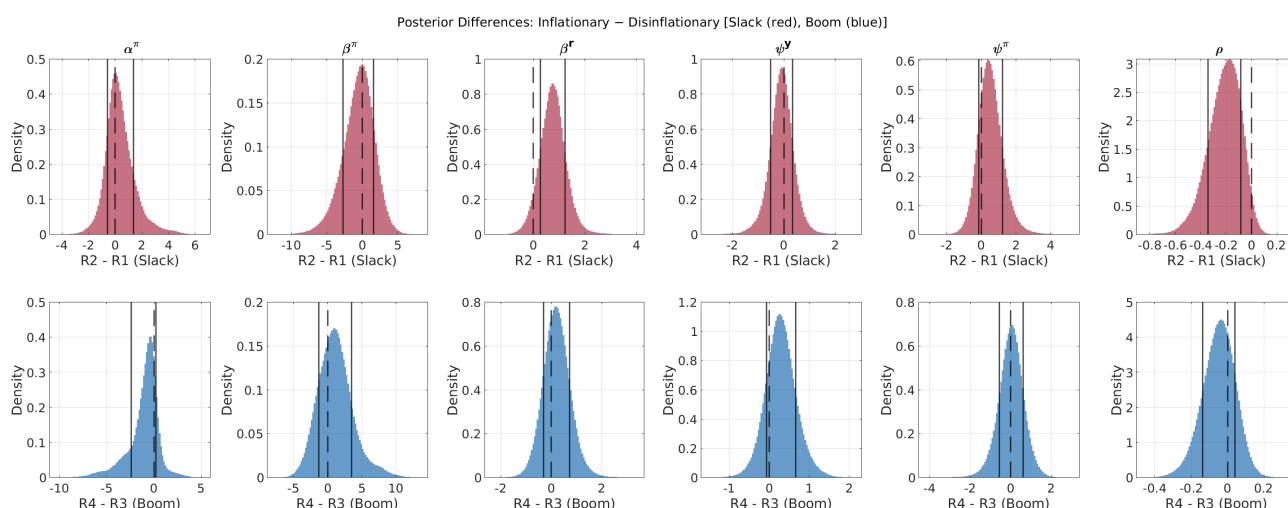 Posterior Differences: Inflationary − Disinflationary [Slack (red), Boom (blue)]
α^π β^π β^r ψ^y ψ^π ρ
Density
0 0.1 0.2 0.3 0.4 0.5
-4 -2 0 2 4 6
R2 - R1 (Slack)
Density
0 0.05 0.1 0.15 0.2
-10 -5 0 5
R2 - R1 (Slack)
Density
0 0.2 0.4 0.6 0.8 1
0 2 4
R2 - R1 (Slack)
Density
0 0.2 0.4 0.6 0.8 1
-2 0 2
R2 - R1 (Slack)
Density
0 0.1 0.2 0.3 0.4 0.5 0.6
-2 0 2 4
R2 - R1 (Slack)
Density
0 0.5 1 1.5 2 2.5 3
-0.8 -0.6 -0.4 -0.2 0 0.2
R2 - R1 (Slack)
Density
0 0.1 0.2 0.3 0.4 0.5
-10 -5 0 5
R4 - R3 (Boom)
Density
0 0.05 0.1 0.15 0.2
-5 0 5 10
R4 - R3 (Boom)
Density
0 0.2 0.4 0.6 0.8
-2 0 2
R4 - R3 (Boom)
Density
0 0.2 0.4 0.6 0.8 1 1.2
-1 0 1 2
R4 - R3 (Boom)
Density
0 0.2 0.4 0.6 0.8
-4 -2 0 2
R4 - R3 (Boom)
Density
0 1 2 3 4 5
-0.4 -0.2 0 0.2
R4 - R3 (Boom)